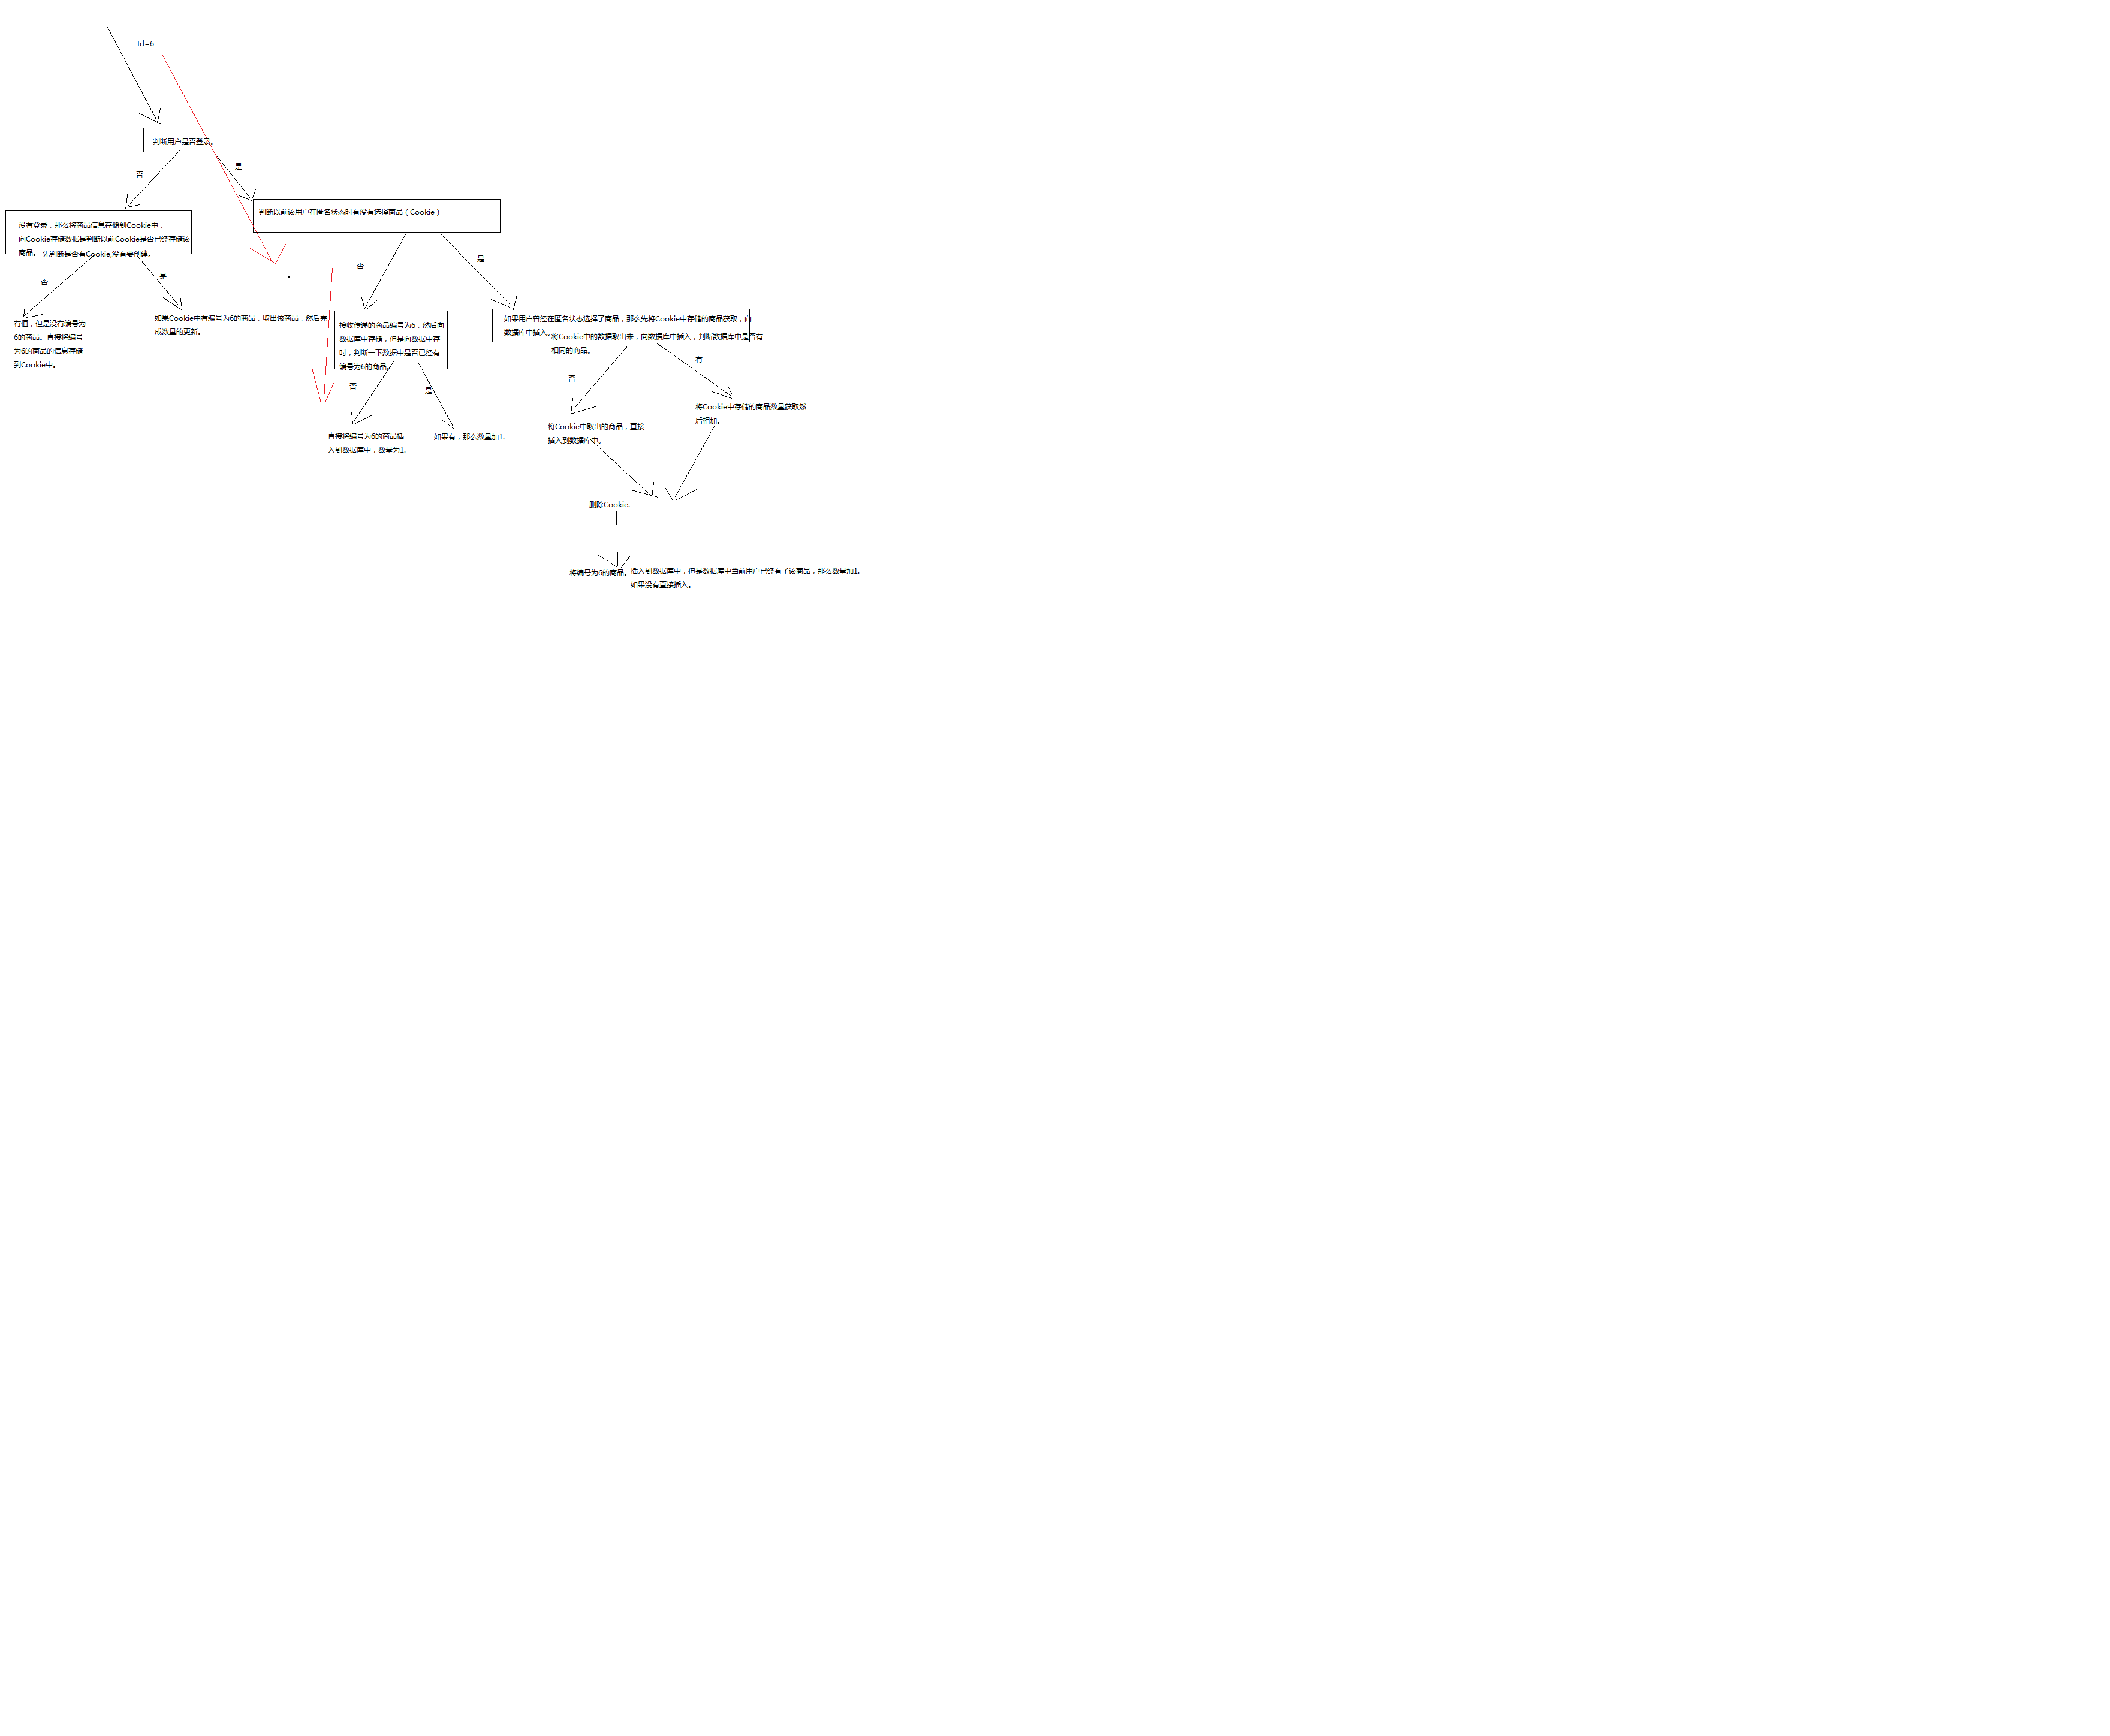 Id=6
判断用户是否登录。
否
是
没有登录，那么将商品信息存储到Cookie中，
向Cookie存储数据是判断以前Cookie是否已经存储该
商品。
先判断是否有Cookie,没有要创建。
否
是
有值，但是没有编号为
6的商品。直接将编号
为6的商品的信息存储
到Cookie中。
如果Cookie中有编号为6的商品，取出该商品，然后完
成数量的更新。
判断以前该用户在匿名状态时有没有选择商品（Cookie）
否
是
接收传递的商品编号为6，然后向
数据库中存储，但是向数据中存
时，判断一下数据中是否已经有
编号为6的商品。
否
是
直接将编号为6的商品插
入到数据库中，数量为1.
如果有，那么数量加1.
如果用户曾经在匿名状态选择了商品，那么先将Cookie中存储的商品获取，向
数据库中插入。
将Cookie中的数据取出来，向数据库中插入，判断数据库中是否有
相同的商品。
否
有
将Cookie中取出的商品，直接
插入到数据库中。
将Cookie中存储的商品数量获取然
后相加。
删除Cookie.
将编号为6的商品。
插入到数据库中，但是数据库中当前用户已经有了该商品，那么数量加1.
如果没有直接插入。